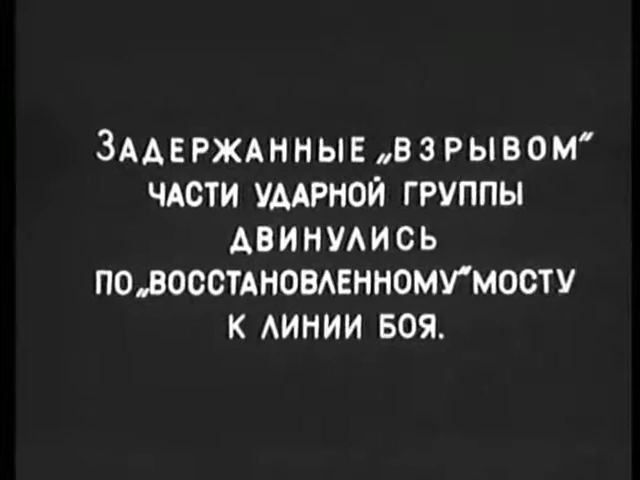 Задержанные „взрывом“
части ударной группы
двинулись
по „восстановленному“ мосту
к линии боя.